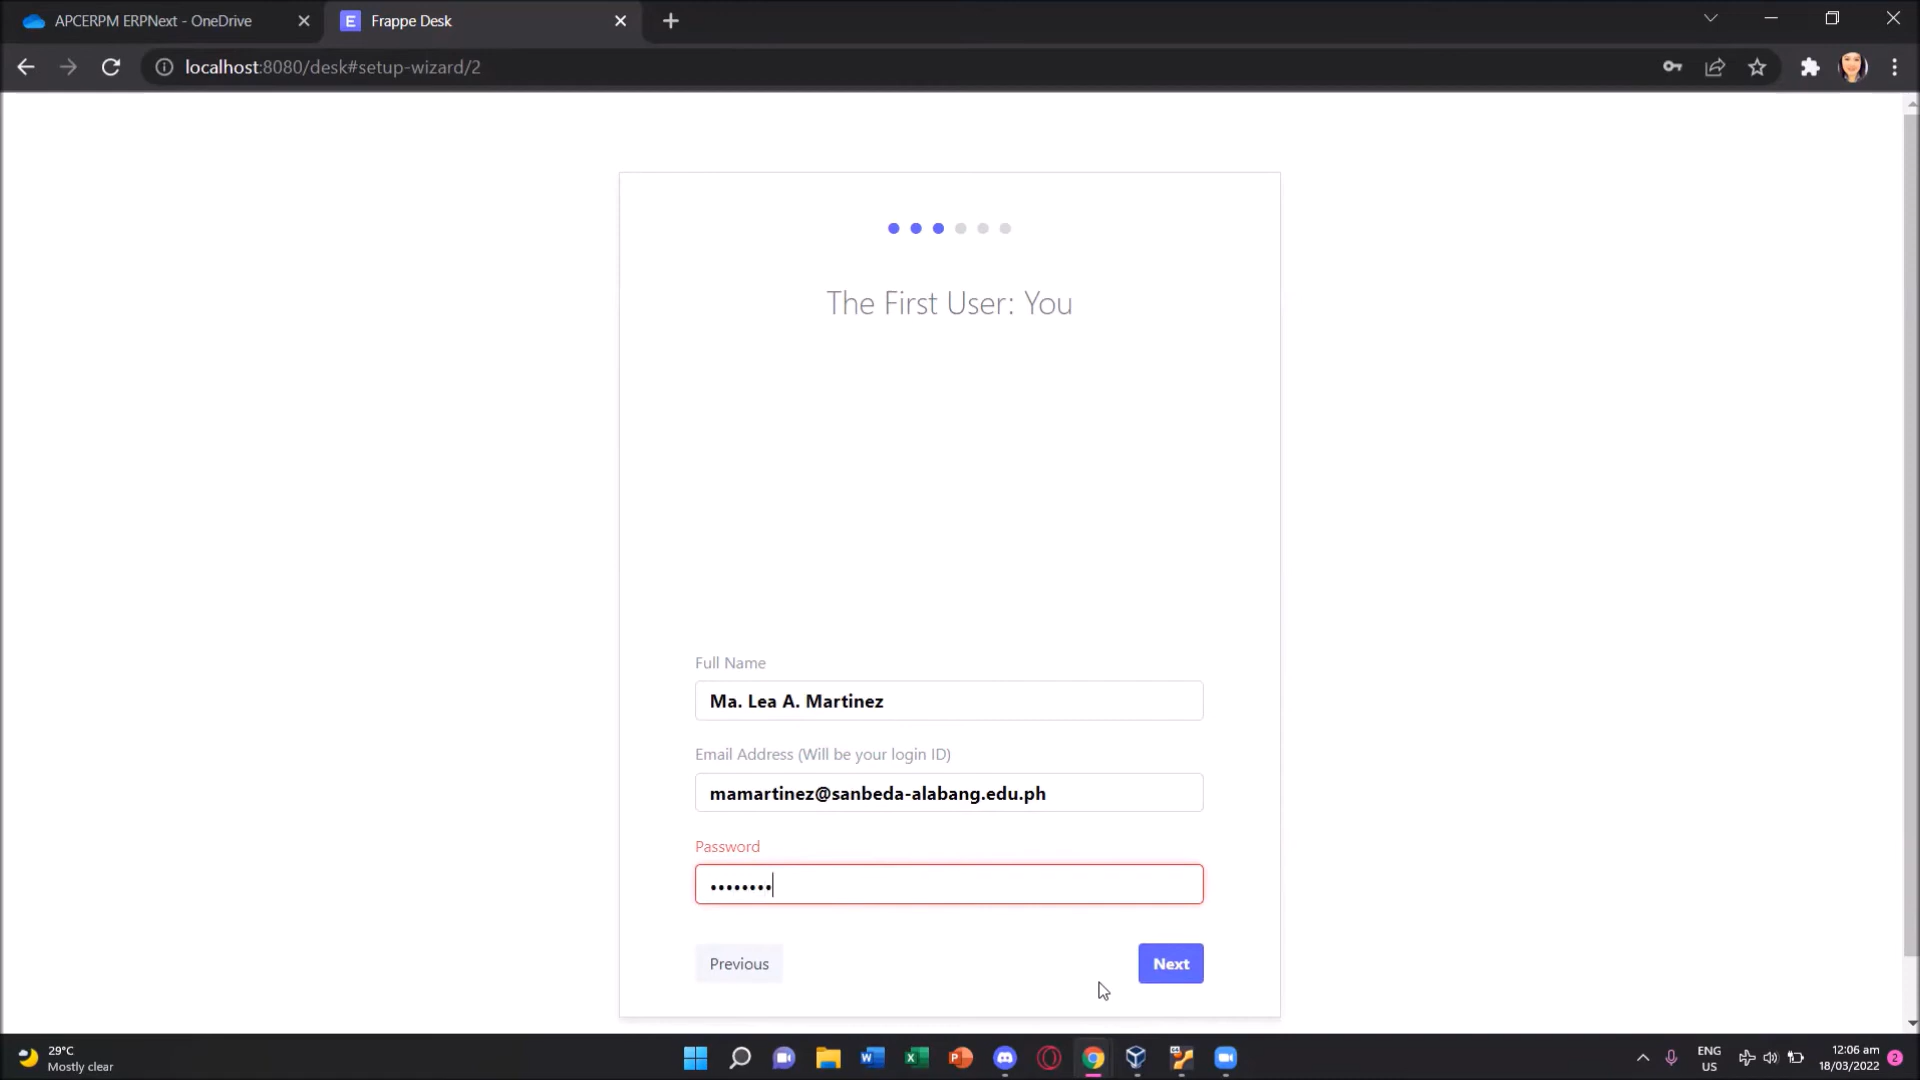 APCERPM ERPNext - OneDrive
E Frappe Desk
localhost:8080/desk#setup-wizard/2
The First User: You
Full Name
Ma. Lea A. Martinez
Email Address (Will be your login ID)
mamartinez@sanbeda-alabang.edu.ph
Password
••••••••
Previous
Next
29°C
Mostly clear
ENG
US
12:06 am
18/03/2022
2